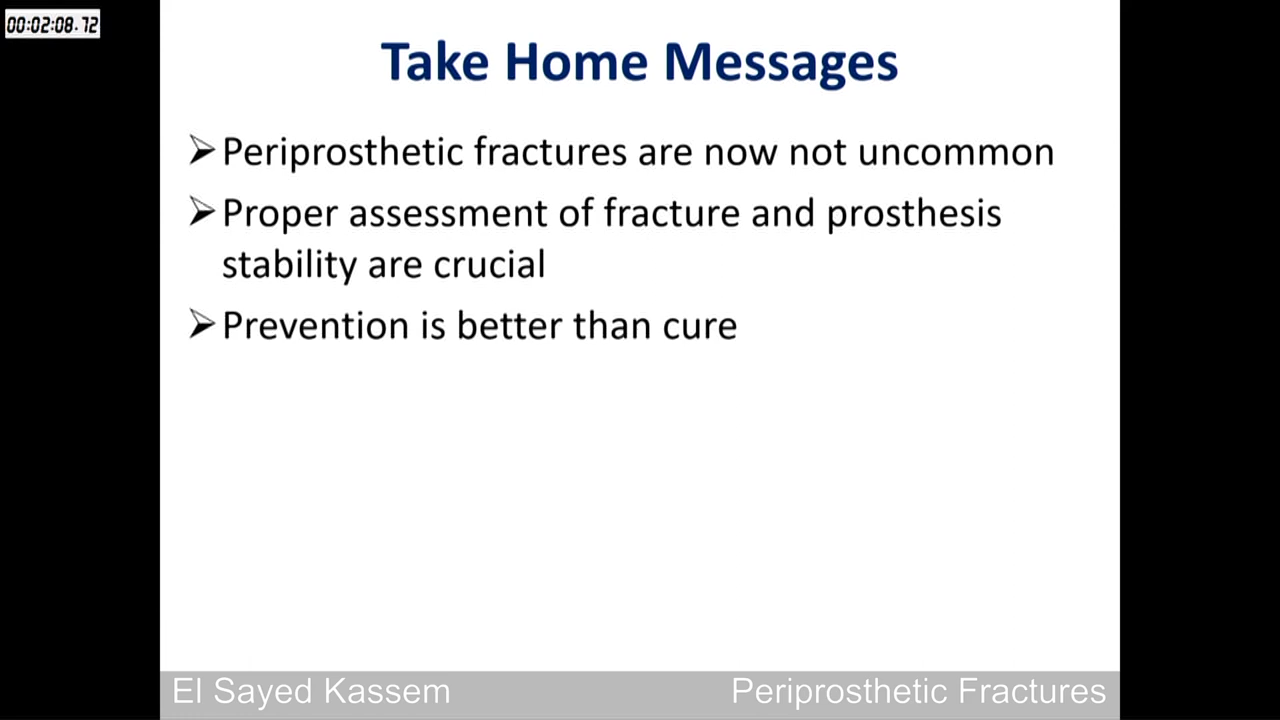 00:02:08.72
Take Home Messages
Periprosthetic fractures are now not uncommon
Proper assessment of fracture and prosthesis
stability are crucial
Prevention is better than cure
El Sayed Kassem
Periprosthetic Fractures